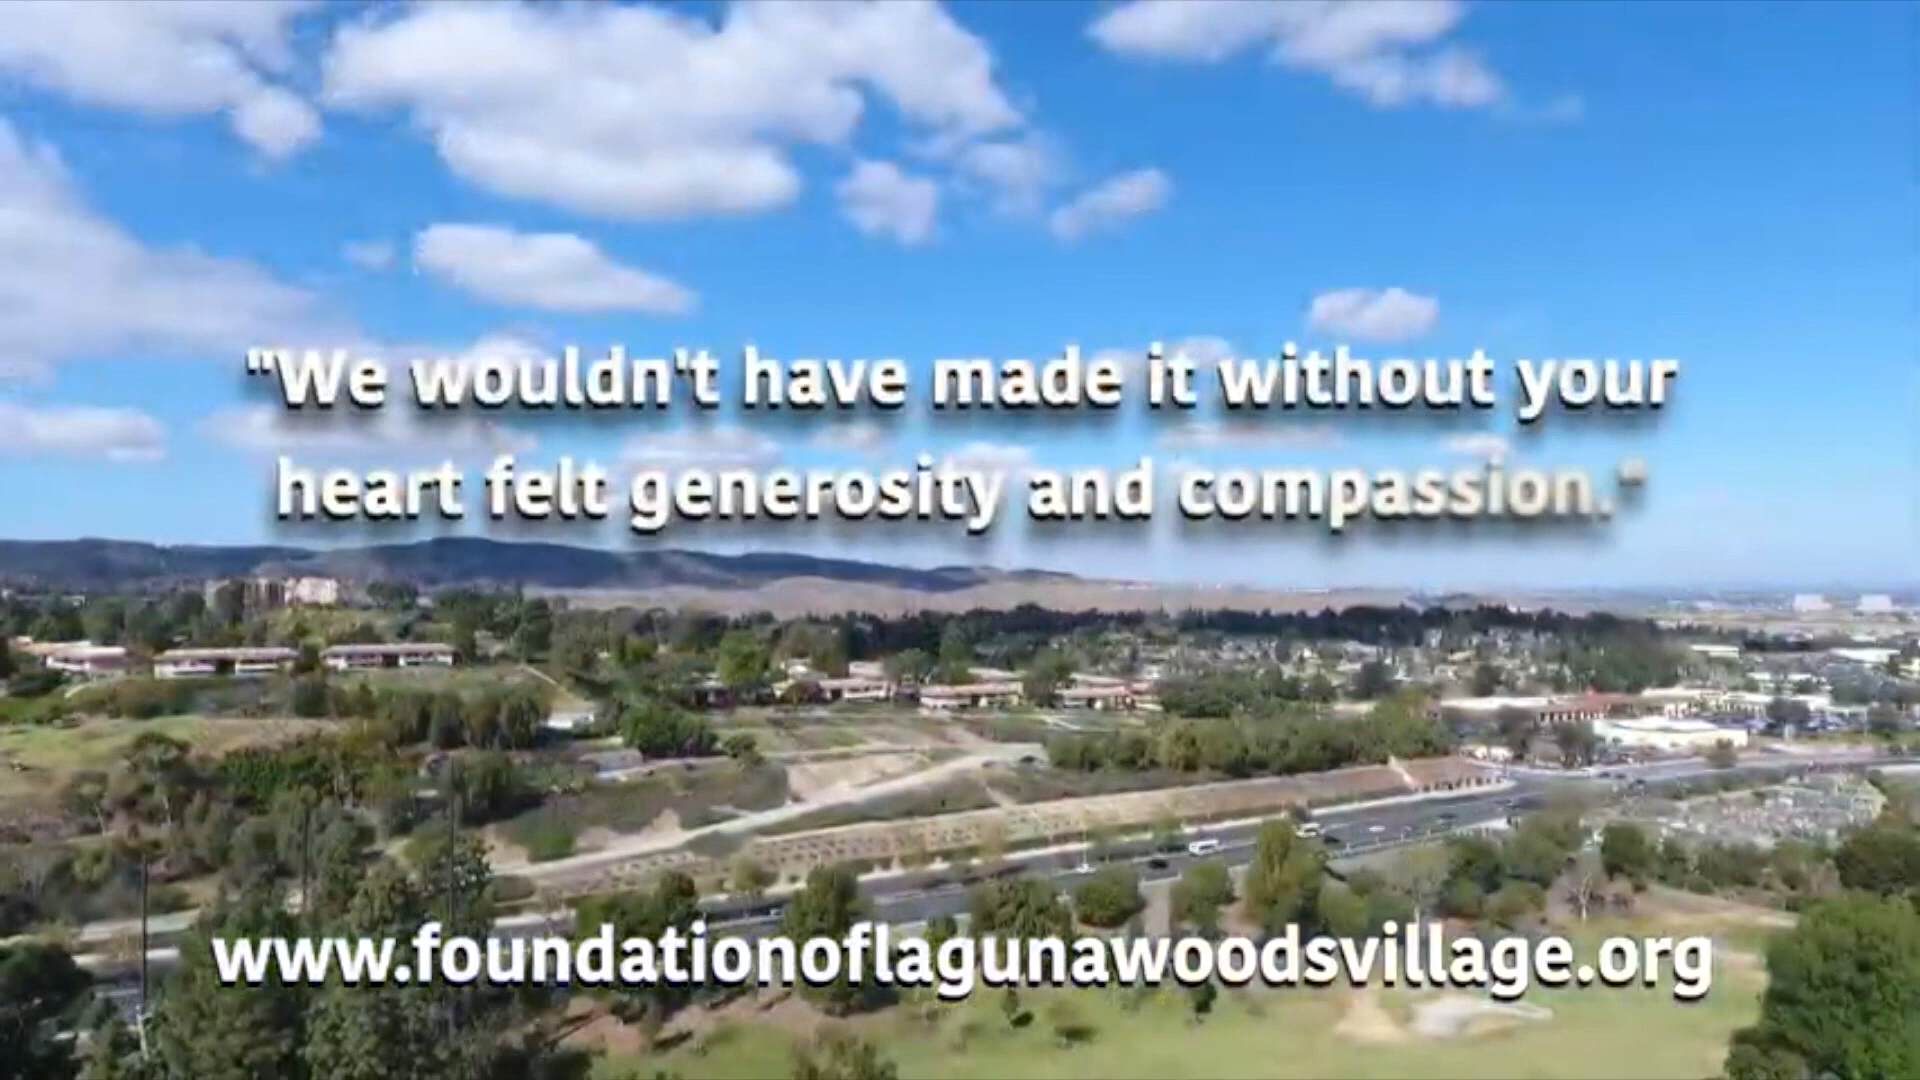 "We wouldn't have made it without your
heart felt generosity and compassion."
www.foundationoflagunawoodsvillage.org